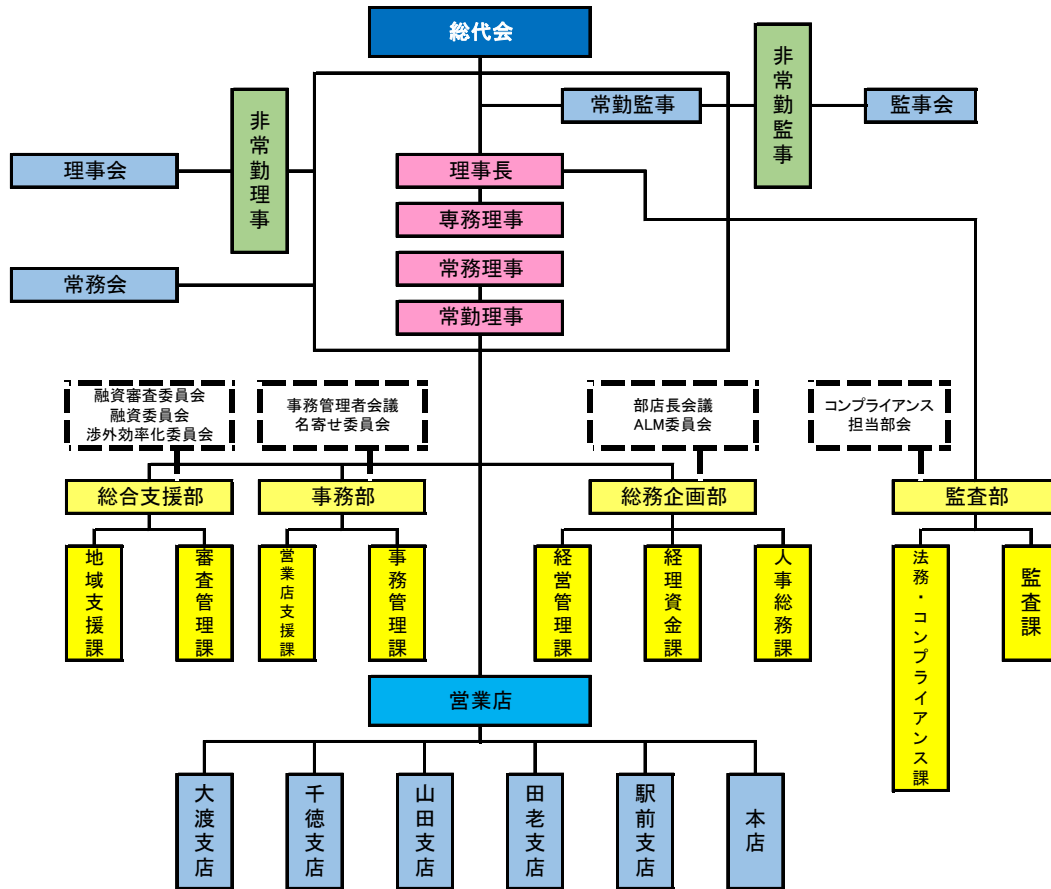 総代会
常勤監事
非常勤監事
監事会
理事会
非常勤理事
理事長
専務理事
常務会
常務理事
常勤理事
融資審査委員会
融資委員会
渉外効率化委員会
事務管理者会議
名寄せ委員会
部店長会議
ALM委員会
コンプライアンス
担当部会
総合支援部
事務部
総務企画部
監査部
地域支援課
審査管理課
営業店支援課
事務管理課
経営管理課
経理資金課
人事総務課
法務・コンプライアンス課
監査課
営業店
大渡支店
千徳支店
山田支店
田老支店
駅前支店
本店